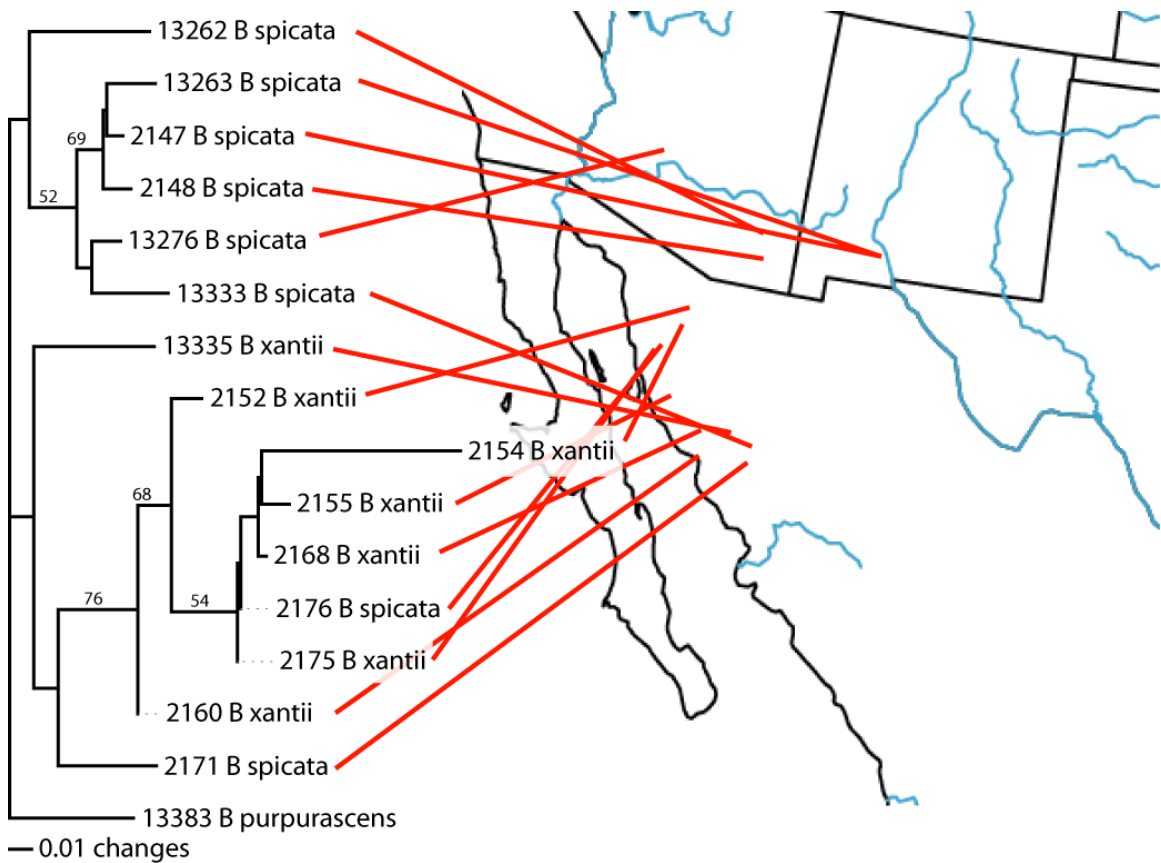 13262 B spicata
13263 B spicata
69
2147 B spicata
2148 B spicata
52
13276 B spicata
13333 B spicata
13335 B xantii
2152 B xantii
2154 B xantii
68
2155 B xantii
2168 B xantii
76
54
2176 B spicata
2175 B xantii
2160 B xantii
2171 B spicata
13383 B purpurascens
0.01 changes